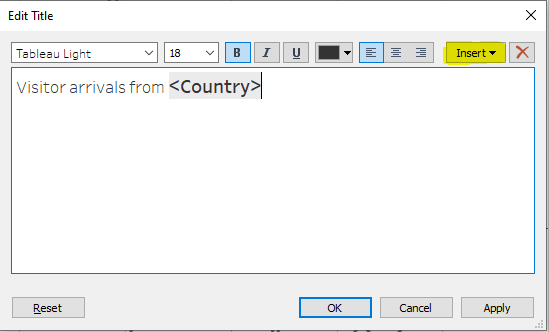 Edit Title
Tableau Light 18 B I U Insert
Visitor arrivals from <Country>
Reset OK Cancel Apply